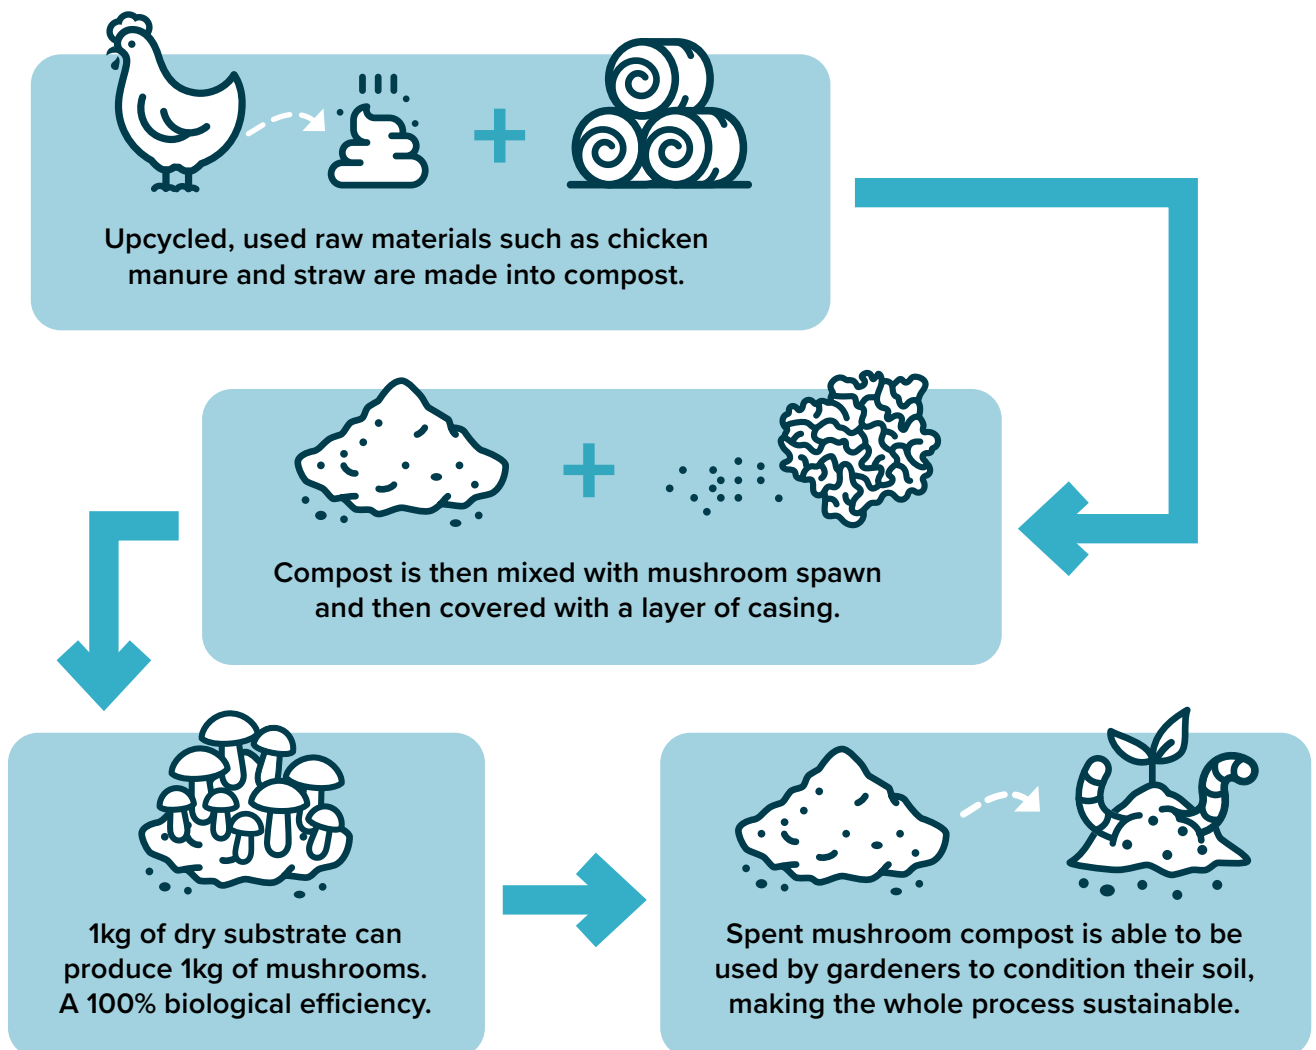 Upcycled, used raw materials such as chicken
manure and straw are made into compost.
Compost is then mixed with mushroom spawn
and then covered with a layer of casing.
1kg of dry substrate can
produce 1kg of mushrooms.
A 100% biological efficiency.
Spent mushroom compost is able to be
used by gardeners to condition their soil,
making the whole process sustainable.